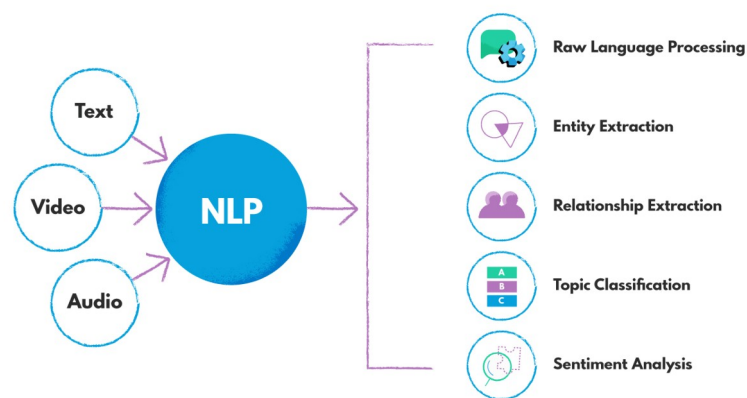 Text
Video
Audio
NLP
Raw Language Processing
Entity Extraction
Relationship Extraction
A
B
C
Topic Classification
Sentiment Analysis